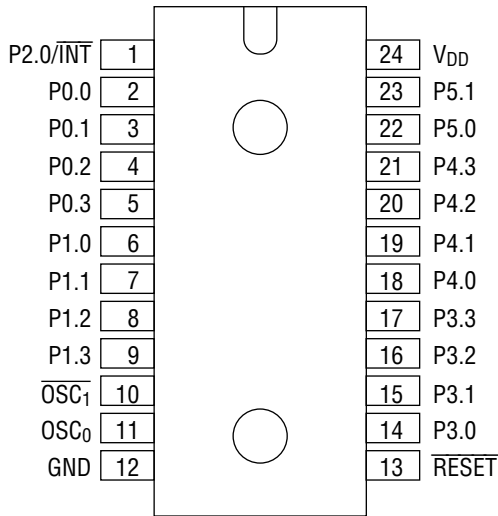 P2.0/INT 1 24 VDD
P0.0 2 23 P5.1
P0.1 3 22 P5.0
P0.2 4 21 P4.3
P0.3 5 20 P4.2
P1.0 6 19 P4.1
P1.1 7 18 P4.0
P1.2 8 17 P3.3
P1.3 9 16 P3.2
OSC1 10 15 P3.1
OSC0 11 14 P3.0
GND 12 13 RESET